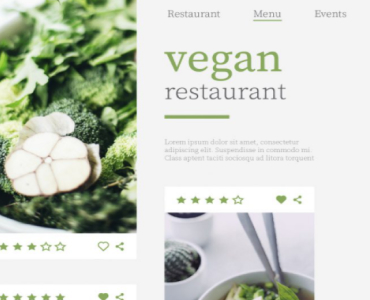 Restaurant Menu Events
vegan
restaurant
Lorem ipsum dolor sit amet, consectetur
adipiscing elit. Suspendisse in commodo mi.
Class aptent taciti sociosqu ad litora torquent